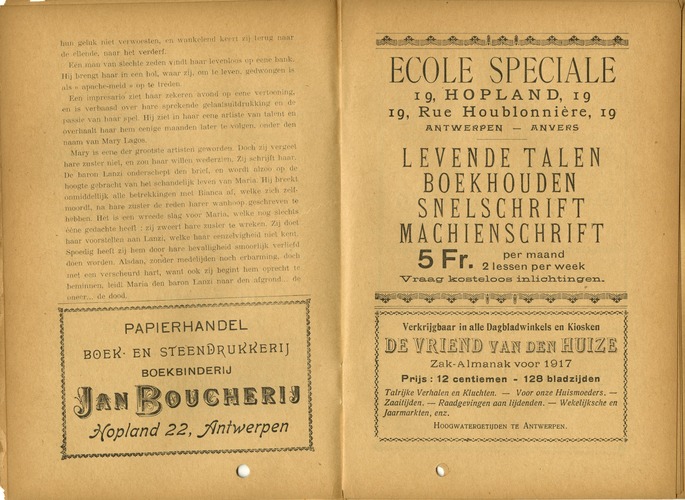 hun geluk niet verwoesten, en wankelend keert zij terug naar
de ellende, naar het verderf.
Een man van slechte zeden vindt haar levenloos op eene bank.
Hij brengt haar in een hol, waar zij, om te leven, gedwongen is
als « apache-meid » op te treden.
Een impresario ziet haar zekeren avond op eene vertooning,
en is verbaasd over hare sprekende gelaatsuitdrukking en de
passie van haar spel. Hij ziet in haar eene artiste van talent en
overhaalt haar hem eenige maanden later te volgen, onder den
naam van Mary Lagos.
Mary is eene der grootste artisten geworden. Doch zij vergeet
hare zuster niet, en zou haar willen wederzien. Zij schrijft haar.
De baron Lanzi onderschept den brief, en wordt alzoo op de
hoogte gebracht van het schandelijk leven van Maria. Hij breekt
onmiddellijk alle betrekkingen met Bianca af, welke zich zelf-
moordt, na hare zuster de reden harer wanhoop geschreven te
hebben. Het is een wreede slag voor Maria, welke nog slechts
eene gedachte heeft : zij zweert hare zuster te wreken. Zij doet
haar voorstellen aan Lanzi, welke haar eenzelvigheid niet kent.
Spoedig heeft zij hem door hare bevalligheid smoorlijk verliefd
doen worden. Alsdan, zonder medelijden noch erbarming, doch
met een verscheurd hart, want ook zij begint hem oprecht te
beminnen, leidt Maria den baron Lanzi naar den afgrond... de
oneer... de dood.
PAPIERHANDEL
BOEK- EN STEENDRUKKERIJ
BOEKBINDERIJ
JAN BOUCHERIJ
Hopland 22, Antwerpen
ECOLE SPECIALE
19, HOPLAND, 19
19, Rue Houblonnière, 19
ANTWERPEN — ANVERS
LEVENDE TALEN
BOEKHOUDEN
SNELSCHRIFT
MACHIENSCHRIFT
5 Fr. per maand
2 lessen per week
Vraag kosteloos inlichtingen.
Verkrijgbaar in alle Dagbladwinkels en Kiosken
DE VRIEND VAN DEN HUIZE
Zak-Almanak voor 1917
Prijs : 12 centiemen - 128 bladzijden
Talrijke Verhalen en Kluchten. — Voor onze Huismoeders. —
Zaaitijden. — Raadgevingen aan lijdenden. — Wekelijksche en
Jaarmarkten, enz.
HOOGWATERGETIJDEN TE ANTWERPEN.